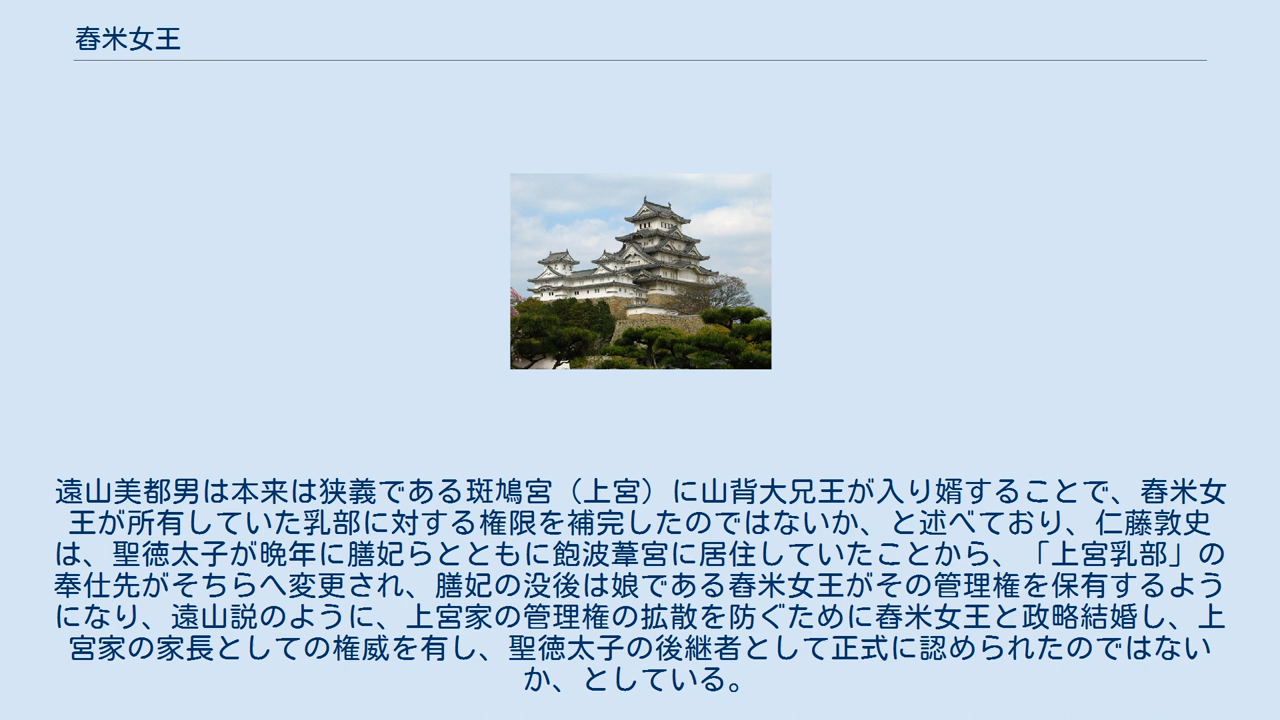 舂米女王
遠山美都男は本来は狭義である斑鳩宮（上宮）に山背大兄王が入り婿することで、舂米女
王が所有していた乳部に対する権限を補完したのではないか、と述べており、仁藤敦史
は、聖徳太子が晩年に膳妃らとともに飽波葦宮に居住していたことから、「上宮乳部」の
奉仕先がそちらへ変更され、膳妃の没後は娘である舂米女王がその管理権を保有するよう
になり、遠山説のように、上宮家の管理権の拡散を防ぐために舂米女王と政略結婚し、上
宮家の家長としての権威を有し、聖徳太子の後継者として正式に認められたのではない
か、としている。